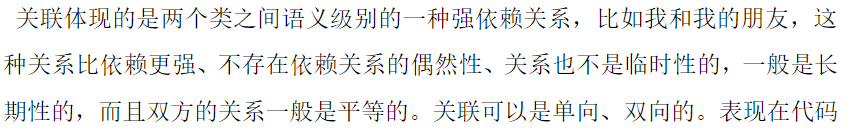 关联体现的是两个类之间语义级别的一种强依赖关系，比如我和我的朋友，这
种关系比依赖更强、不存在依赖关系的偶然性、关系也不是临时性的，一般是长
期性的，而且双方的关系一般是平等的。关联可以是单向、双向的。表现在代码